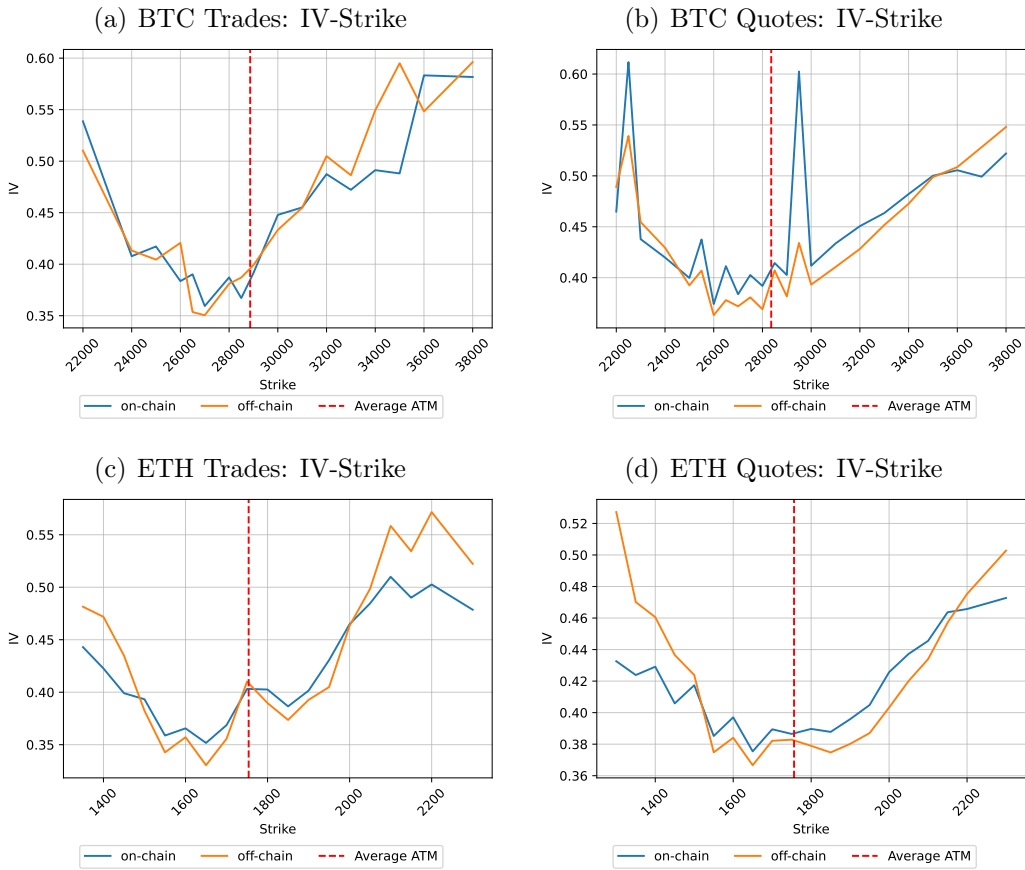 (a) BTC Trades: IV-Strike
0.60
0.55
0.50
0.45
0.40
0.35
IV
22000 24000 26000 28000 30000 32000 34000 36000 38000
Strike
on-chain off-chain Average ATM
(b) BTC Quotes: IV-Strike
0.60
0.55
0.50
0.45
0.40
IV
22000 24000 26000 28000 30000 32000 34000 36000 38000
Strike
on-chain off-chain Average ATM
(c) ETH Trades: IV-Strike
0.55
0.50
0.45
0.40
0.35
IV
1400 1600 1800 2000 2200
Strike
on-chain off-chain Average ATM
(d) ETH Quotes: IV-Strike
0.52
0.50
0.48
0.46
0.44
0.42
0.40
0.38
0.36
IV
1400 1600 1800 2000 2200
Strike
on-chain off-chain Average ATM